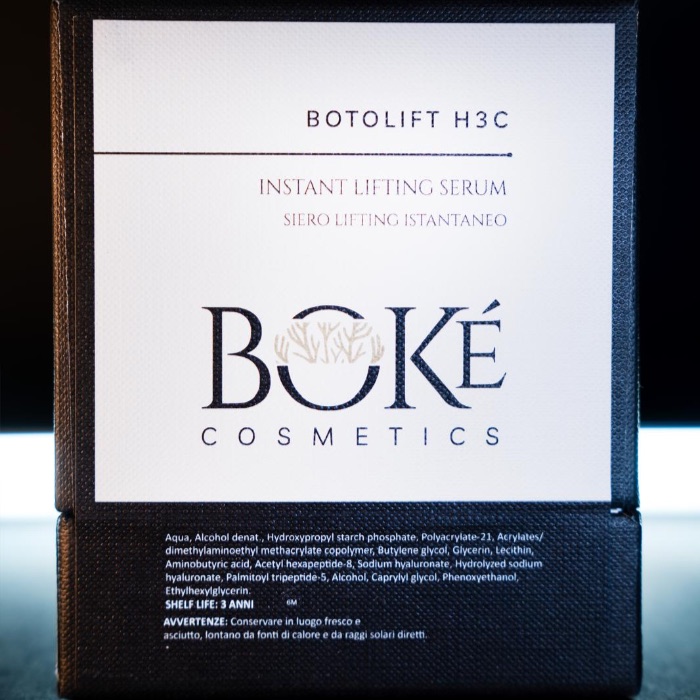 BOTOLIFT H3C
INSTANT LIFTING SERUM
SIERO LIFTING ISTANTANEO
BOKÉ
COSMETICS
Aqua, Alcohol denat., Hydroxypropyl starch phosphate, Polyacrylate-21, Acrylates/
dimethylaminoethyl methacrylate copolymer, Butylene glycol, Glycerin, Lecithin,
Aminobutyric acid, Acetyl hexapeptide-8, Sodium hyaluronate, Hydrolyzed sodium
hyaluronate, Palmitoyl tripeptide-5, Alcohol, Caprylyl glycol, Phenoxyethanol,
Ethylhexylglycerin.
SHELF LIFE: 3 ANNI 6M
AVVERTENZE: Conservare in luogo fresco e
asciutto, lontano da fonti di calore e da raggi solari diretti.